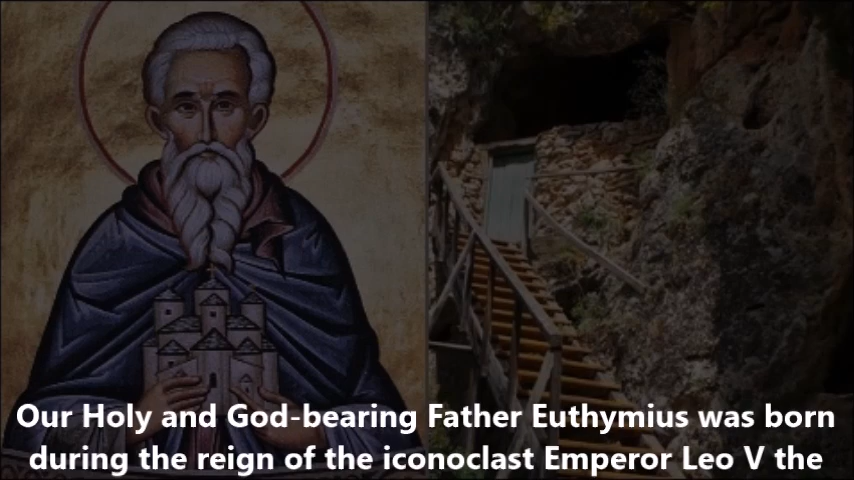 Our Holy and God-bearing Father Euthymius was born
during the reign of the iconoclast Emperor Leo V the